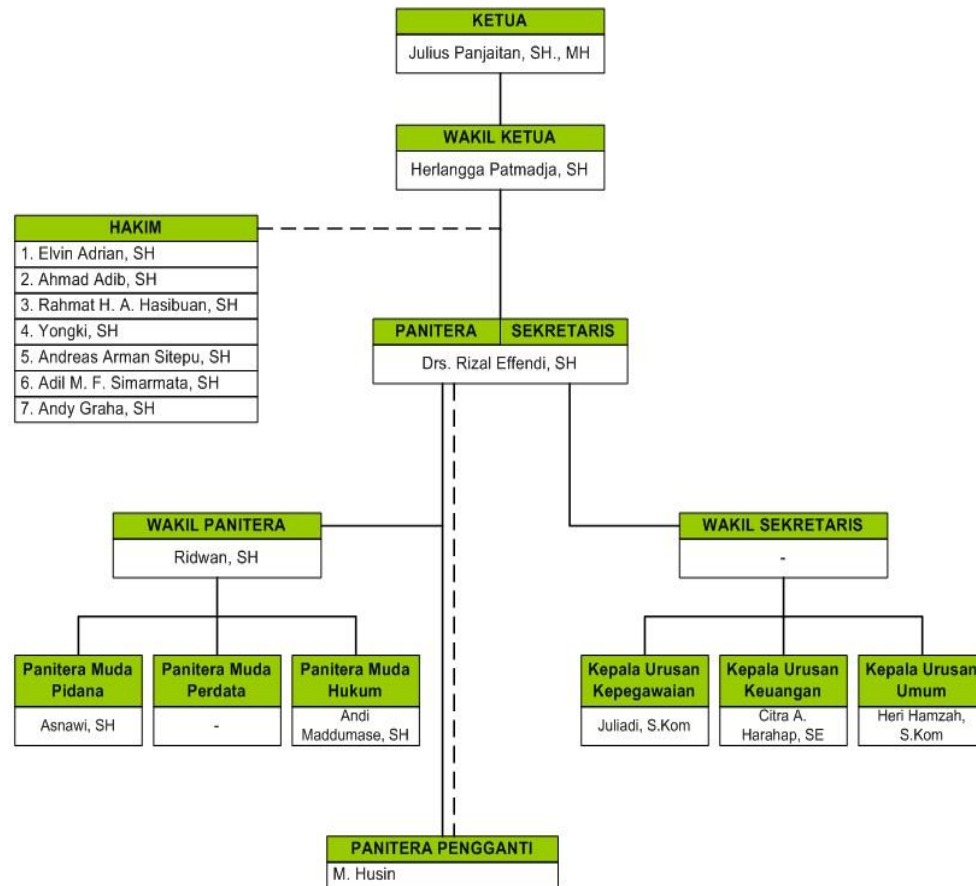 KETUA
Julius Panjaitan, SH., MH
WAKIL KETUA
Herlangga Patmadja, SH
HAKIM
1. Elvin Adrian, SH
2. Ahmad Adib, SH
3. Rahmat H. A. Hasibuan, SH
4. Yongki, SH
5. Andreas Arman Sitepu, SH
6. Adil M. F. Simarmata, SH
7. Andy Graha, SH
PANITERA SEKRETARIS
Drs. Rizal Effendi, SH
WAKIL PANITERA
Ridwan, SH
WAKIL SEKRETARIS
-
Panitera Muda
Pidana
Asnawi, SH
Panitera Muda
Perdata
-
Panitera Muda
Hukum
Andi
Maddumase, SH
Kepala Urusan
Kepegawaian
Juliadi, S.Kom
Kepala Urusan
Keuangan
Citra A.
Harahap, SE
Kepala Urusan
Umum
Heri Hamzah,
S.Kom
PANITERA PENGGANTI
M. Husin